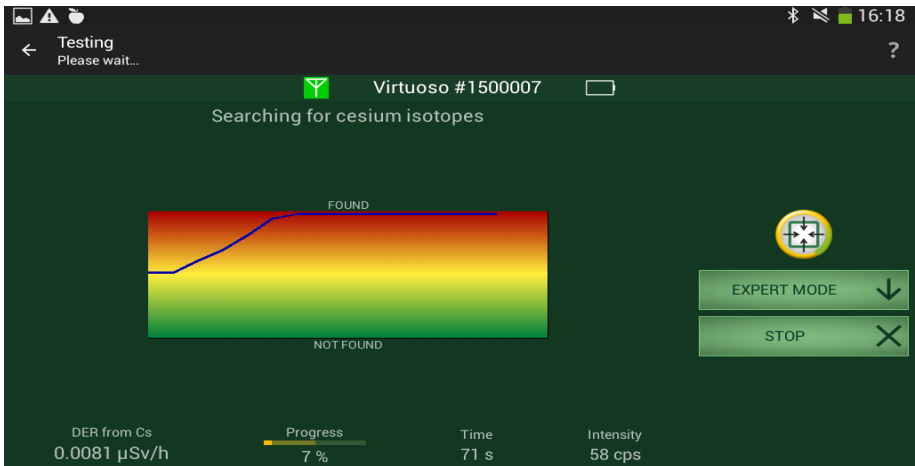 16:18
Testing
Please wait...
?
Virtuoso #1500007
Searching for cesium isotopes
FOUND
NOT FOUND
EXPERT MODE
STOP
DER from Cs
0.0081 µSv/h
Progress
7 %
Time
71 s
Intensity
58 cps